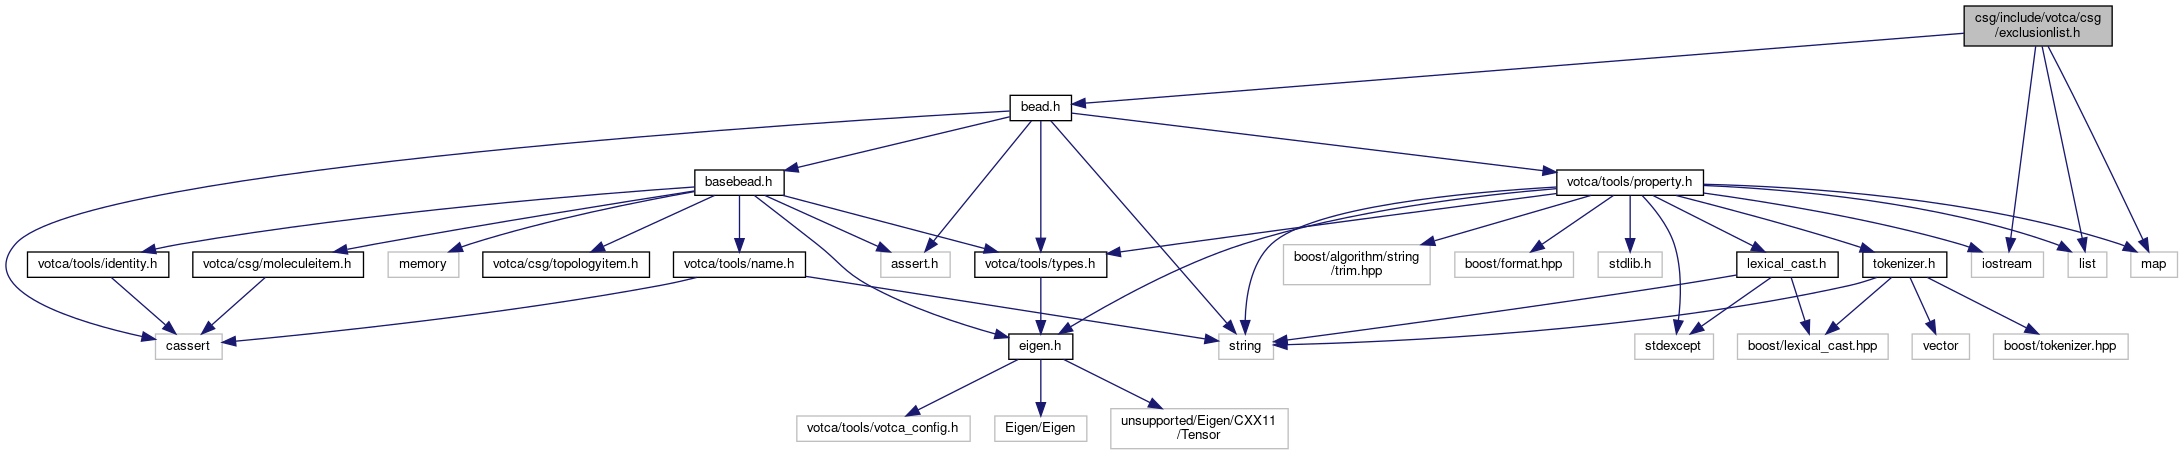 csg/include/votca/csg
/exclusionlist.h
bead.h
basebead.h
votca/tools/property.h
votca/tools/identity.h
votca/csg/moleculeitem.h
memory
votca/csg/topologyitem.h
votca/tools/name.h
assert.h
votca/tools/types.h
boost/algorithm/string
/trim.hpp
boost/format.hpp
stdlib.h
lexical_cast.h
tokenizer.h
iostream
list
map
cassert
eigen.h
string
stdexcept
boost/lexical_cast.hpp
vector
boost/tokenizer.hpp
votca/tools/votca_config.h
Eigen/Eigen
unsupported/Eigen/CXX11
/Tensor